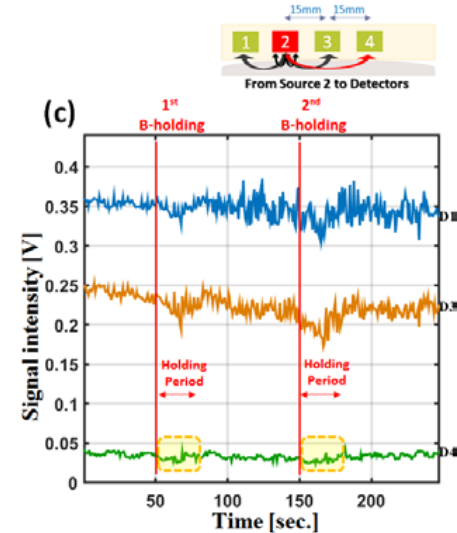 15mm 15mm
1 2 3 4
From Source 2 to Detectors
(c)
1st
B-holding
2nd
B-holding
Signal intensity [V]
0.4
0.35
0.3
0.25
0.2
0.15
0.1
0.05
0
D1
D3
D4
Holding
Period
Holding
Period
50 100 150 200
Time [sec.]